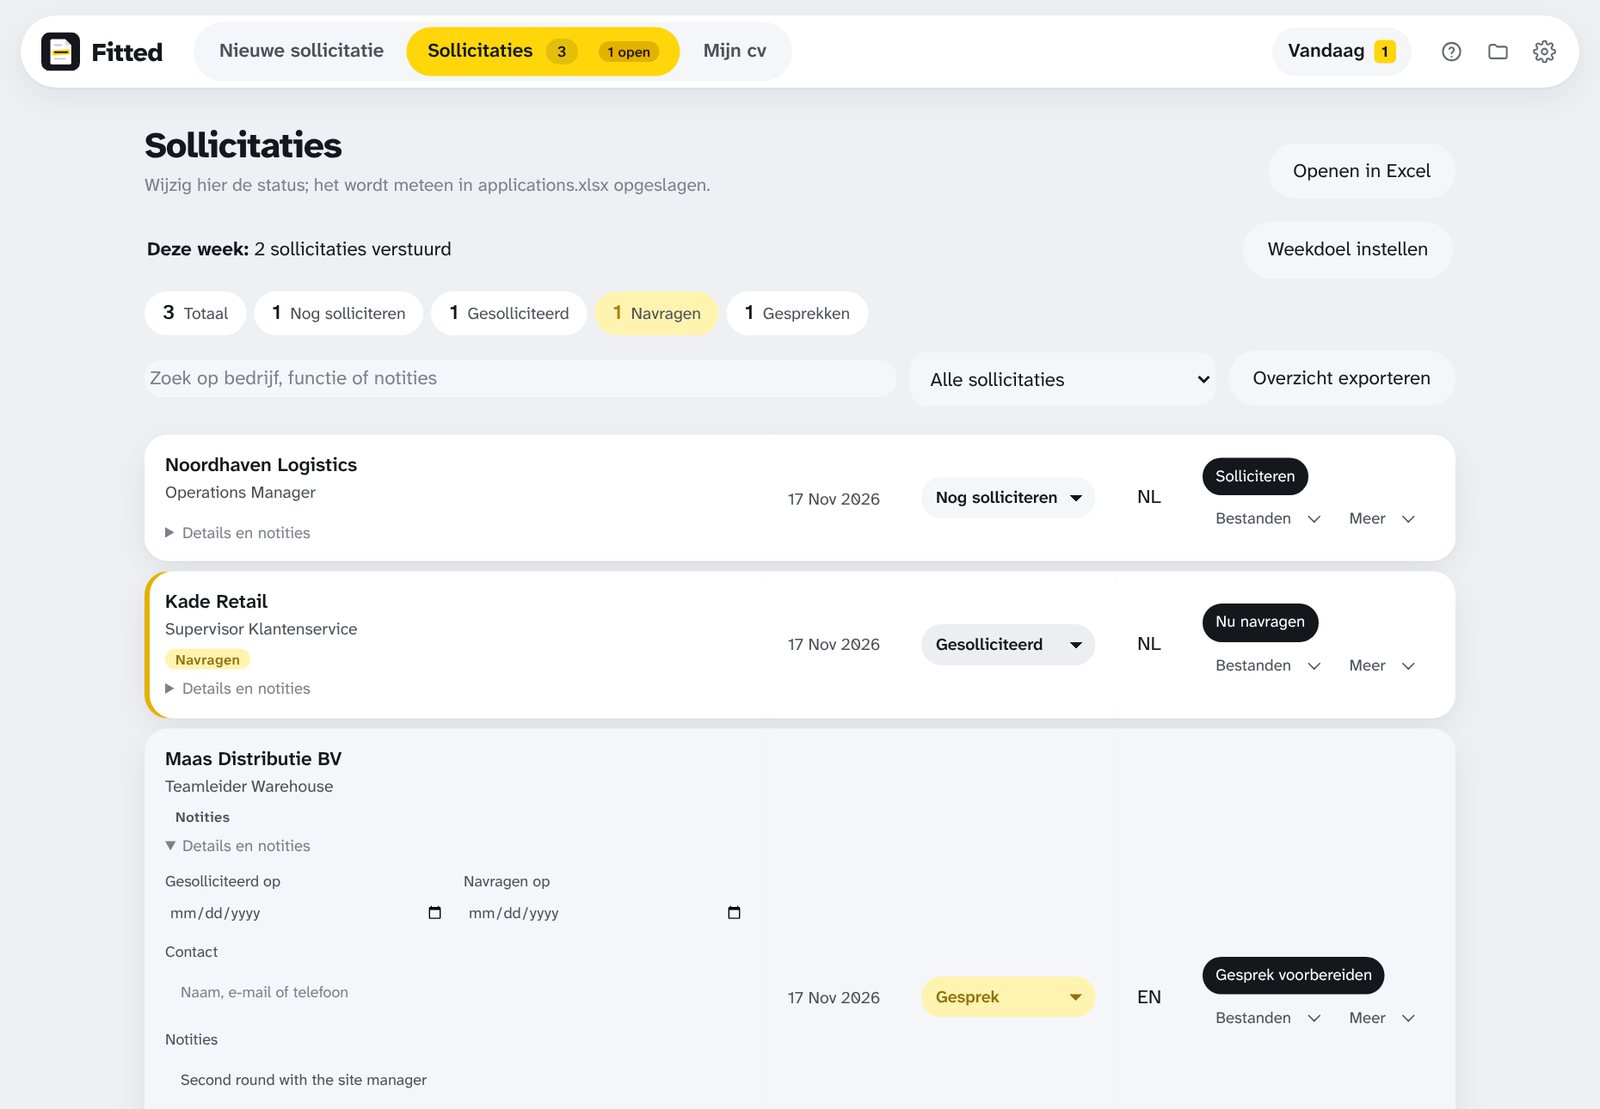 Fitted
Nieuwe sollicitatie
Sollicitaties 3 1 open
Mijn cv
Vandaag 1
Sollicitaties
Wijzig hier de status; het wordt meteen in applications.xlsx opgeslagen.
Openen in Excel
Deze week: 2 sollicitaties verstuurd
Weekdoel instellen
3 Totaal
1 Nog solliciteren
1 Gesolliciteerd
1 Navragen
1 Gesprekken
Zoek op bedrijf, functie of notities
Alle sollicitaties
Overzicht exporteren
Noordhaven Logistics
Operations Manager
Details en notities
17 Nov 2026
Nog solliciteren
NL
Solliciteren
Bestanden
Meer
Kade Retail
Supervisor Klantenservice
Navragen
Details en notities
17 Nov 2026
Gesolliciteerd
NL
Nu navragen
Bestanden
Meer
Maas Distributie BV
Teamleider Warehouse
Notities
Details en notities
Gesolliciteerd op
Navragen op
mm/dd/yyyy
mm/dd/yyyy
Contact
Naam, e-mail of telefoon
Notities
Second round with the site manager
17 Nov 2026
Gesprek
EN
Gesprek voorbereiden
Bestanden
Meer